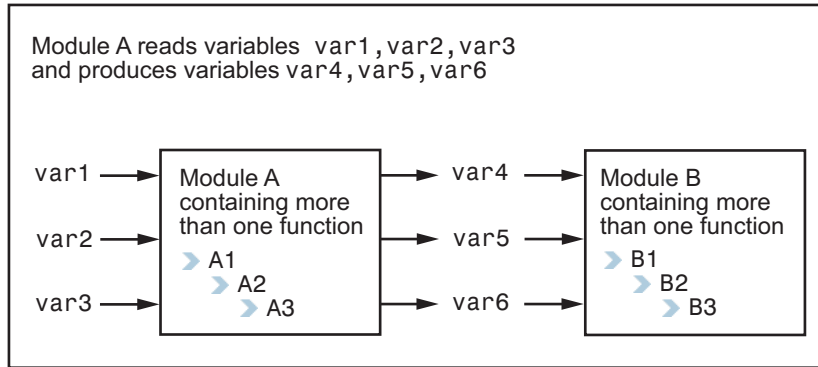 Module A reads variables var1,var2,var3
and produces variables var4,var5,var6
var1
var2
var3
Module A
containing more
than one function
A1
A2
A3
var4
var5
var6
Module B
containing more
than one function
B1
B2
B3